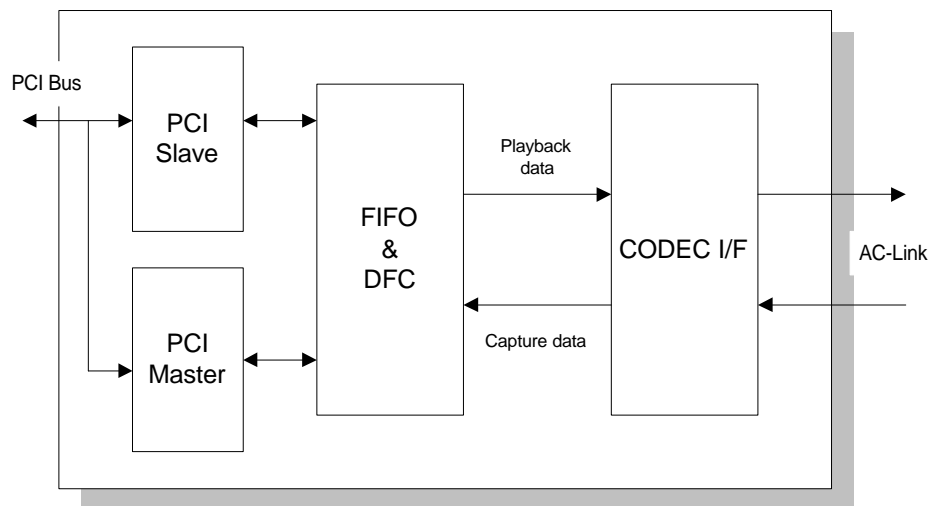 PCI Bus
PCI
Slave
PCI
Master
FIFO
&
DFC
Playback
data
Capture data
CODEC I/F
AC-Link